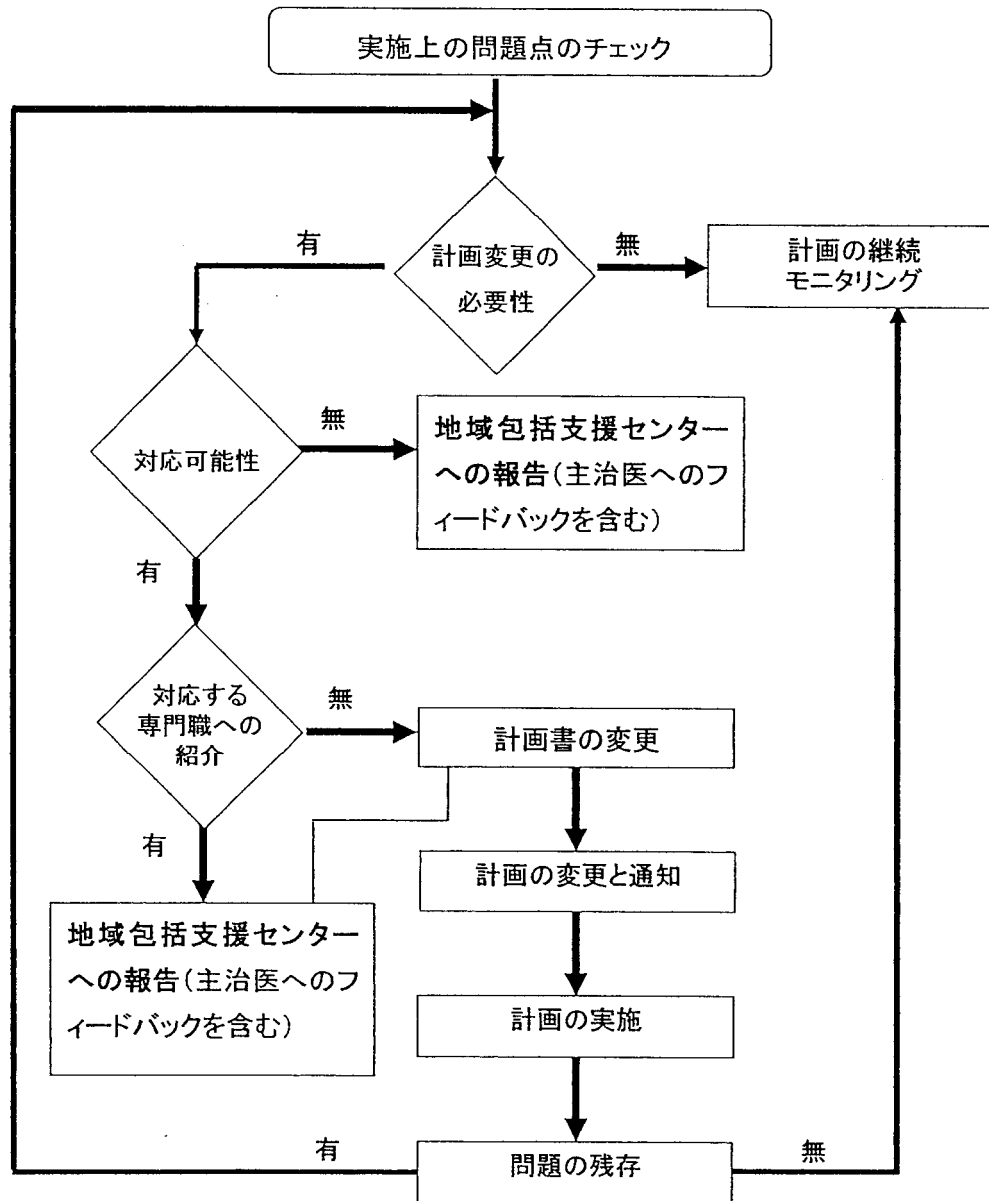 実施上の問題点のチェック
有
計画変更の
必要性
無
計画の継続
モニタリング
対応可能性
無
地域包括支援センター
への報告(主治医へのフ
ィードバックを含む)
有
対応する
専門職への
紹介
無
計画書の変更
有
計画の変更と通知
地域包括支援センター
への報告(主治医へのフ
ィードバックを含む)
計画の実施
有
問題の残存
無